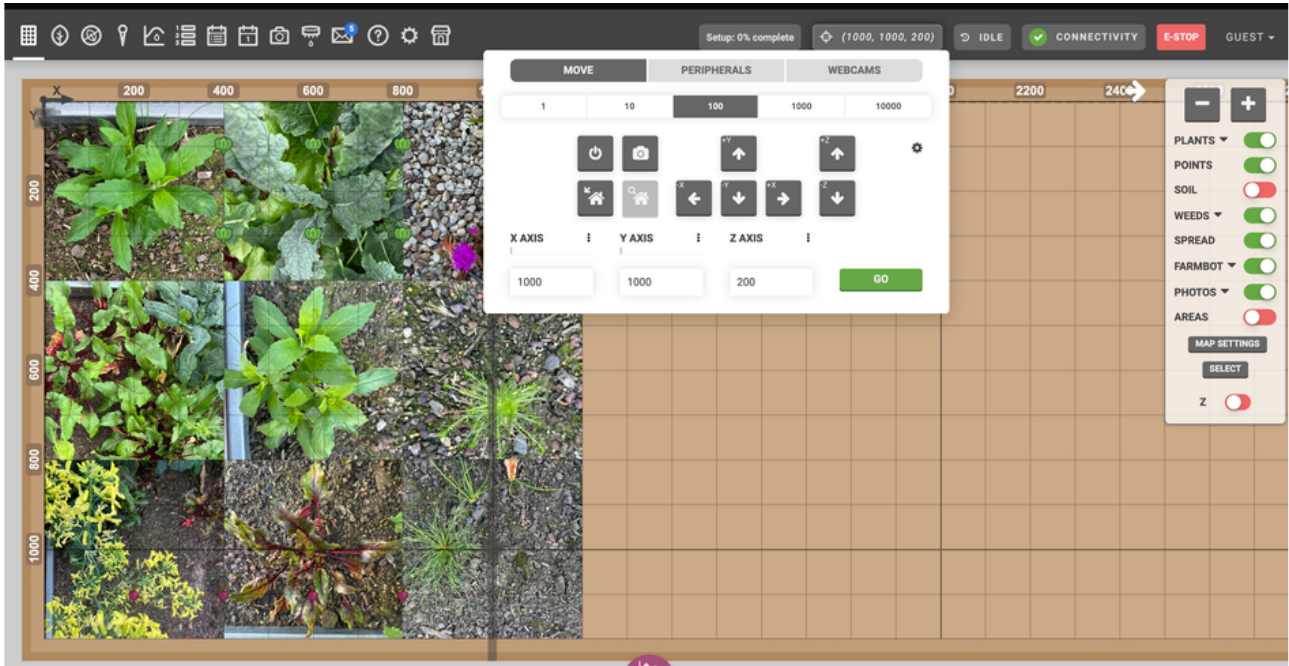 5
1
Setup: 0% complete
(1000, 1000, 200)
IDLE
CONNECTIVITY
E-STOP
GUEST
MOVE
PERIPHERALS
WEBCAMS
1
10
100
1000
10000
+Y
+Z
-X
-Y
+X
-Z
X AXIS
Y AXIS
Z AXIS
1000
1000
200
GO
X
200
400
600
800
2200
Y
200
400
600
800
1000
PLANTS
POINTS
SOIL
WEEDS
SPREAD
FARMBOT
PHOTOS
AREAS
MAP SETTINGS
SELECT
Z